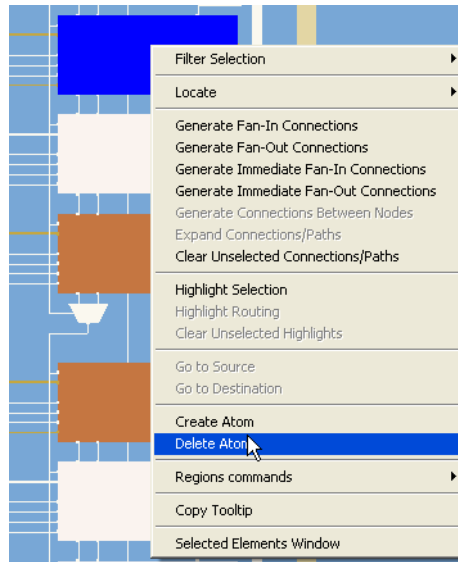 Filter Selection
Locate
Generate Fan-In Connections
Generate Fan-Out Connections
Generate Immediate Fan-In Connections
Generate Immediate Fan-Out Connections
Generate Connections Between Nodes
Expand Connections/Paths
Clear Unselected Connections/Paths
Highlight Selection
Highlight Routing
Clear Unselected Highlights
Go to Source
Go to Destination
Create Atom
Delete Atom
Regions commands
Copy Tooltip
Selected Elements Window